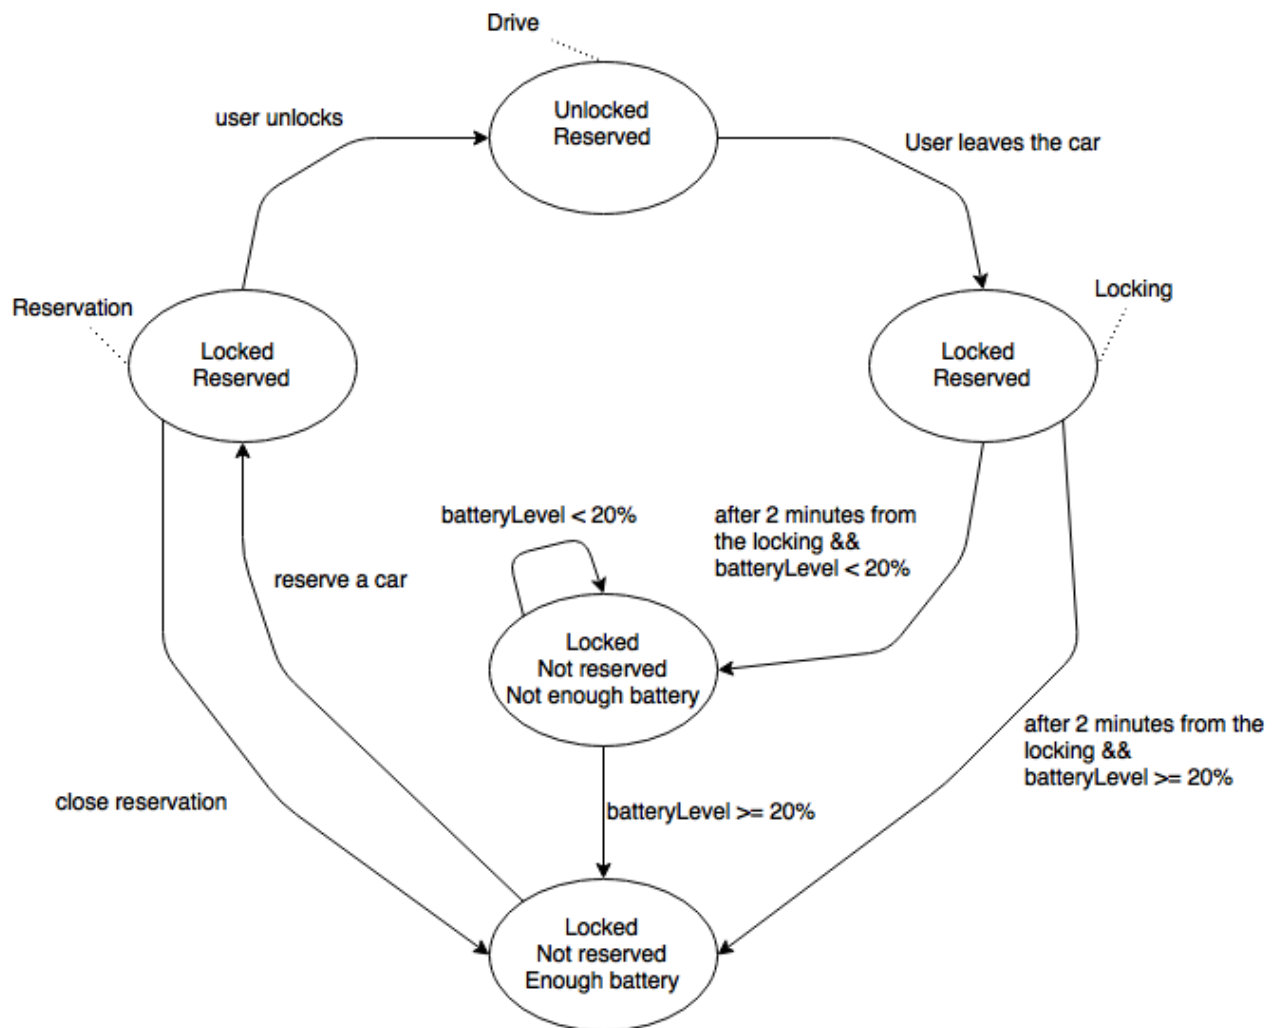 Drive
Unlocked
Reserved
user unlocks
User leaves the car
Reservation
Locking
Locked
Reserved
Locked
Reserved
batteryLevel < 20%
after 2 minutes from
the locking &&
batteryLevel < 20%
reserve a car
Locked
Not reserved
Not enough battery
after 2 minutes from the
locking &&
batteryLevel >= 20%
close reservation
batteryLevel >= 20%
Locked
Not reserved
Enough battery